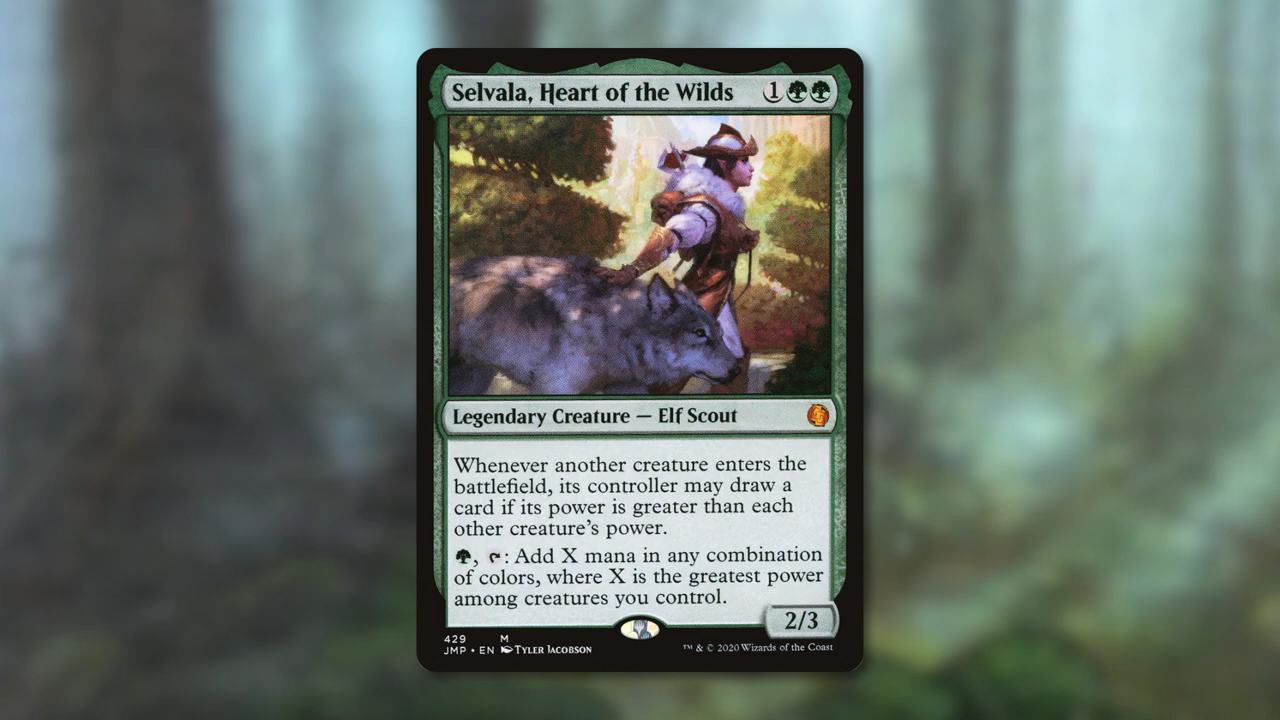 Selvala, Heart of the Wilds 1
Legendary Creature — Elf Scout
Whenever another creature enters the
battlefield, its controller may draw a
card if its power is greater than each
other creature's power.
, : Add X mana in any combination
of colors, where X is the greatest power
among creatures you control.
2/3
429 M
JMP • EN Tyler Jacobson
™ & © 2020 Wizards of the Coast